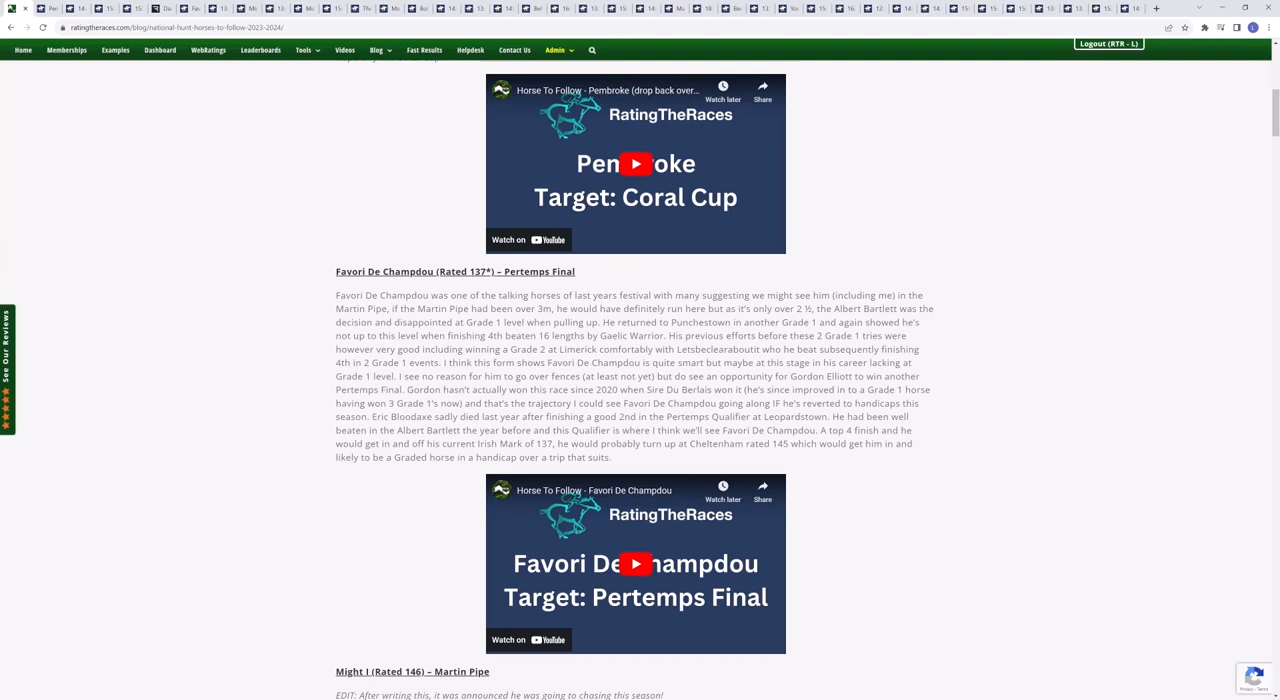 ratingtheraces.com/blog/national-hunt-horses-to-follow-2023-2024/
Home Memberships Examples Dashboard WebRatings Leaderboards Tools Videos Blog Fast Results Helpdesk Contact Us Admin Logout (RTR - L)
Horse To Follow - Pembroke (drop back over...
Watch later Share
RatingTheRaces
Target: Coral Cup
Watch on YouTube
Favori De Champdou (Rated 137*) – Pertemps Final
Favori De Champdou was one of the talking horses of last years festival with many suggesting we might see him (including me) in the
Martin Pipe, if the Martin Pipe had been over 3m, he would have definitely run here but as it's only over 2 ½, the Albert Bartlett was the
decision and disappointed at Grade 1 level when pulling up. He returned to Punchestown in another Grade 1 and again showed he's
not up to this level when finishing 4th beaten 16 lengths by Gaelic Warrior. His previous efforts before these 2 Grade 1 tries were
however very good including winning a Grade 2 at Limerick comfortably with Letsbeclearaboutit who he beat subsequently finishing
4th in 2 Grade 1 events. I think this form shows Favori De Champdou is quite smart but maybe at this stage in his career lacking at
Grade 1 level. I see no reason for him to go over fences (at least not yet) but do see an opportunity for Gordon Elliott to win another
Pertemps Final. Gordon hasn't actually won this race since 2020 when Sire Du Berlais won it (he's since improved in to a Grade 1 horse
having won 3 Grade 1's now) and that's the trajectory I could see Favori De Champdou going along IF he's reverted to handicaps this
season. Eric Bloodaxe sadly died last year after finishing a good 2nd in the Pertemps Qualifier at Leopardstown. He had been well
beaten in the Albert Bartlett the year before and this Qualifier is where I think we'll see Favori De Champdou. A top 4 finish and he
would get in and off his current Irish Mark of 137, he would probably turn up at Cheltenham rated 145 which would get him in and
likely to be a Graded horse in a handicap over a trip that suits.
Horse To Follow - Favori De Champdou
Watch later Share
RatingTheRaces
Favori De Champdou
Target: Pertemps Final
Watch on YouTube
Might I (Rated 146) – Martin Pipe
EDIT: After writing this, it was announced he was going to chasing this season!
See Our Reviews
Privacy - Terms